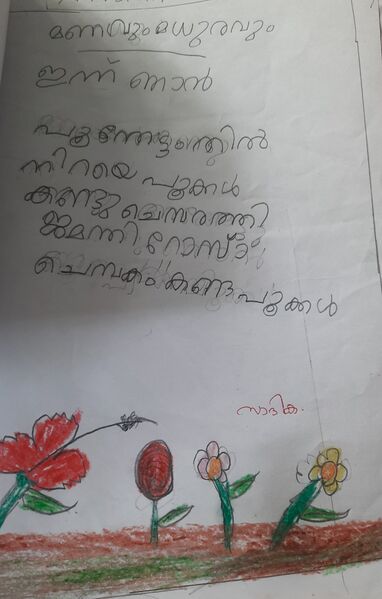 മണവും മധുരവും
ഇന്ന് ഞാൻ
പൂന്തോട്ടത്തിൽ
നിറയെ പൂക്കൾ
കണ്ടു ചെമ്പരത്തി
ജമന്തി, റോസ്,
ചെമ്പകം കണ്ട പൂക്കൾ
സാദിക.